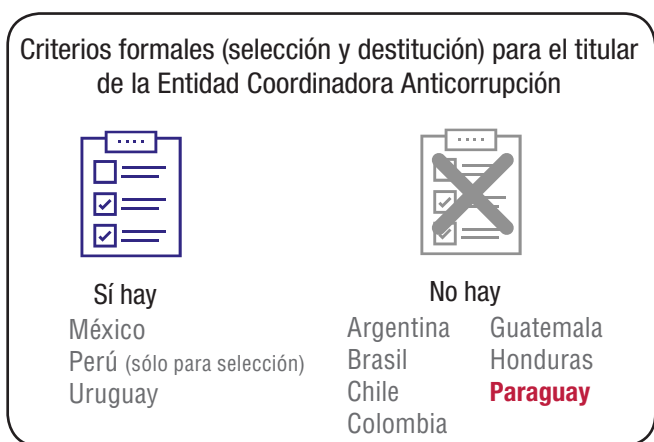 Criterios formales (selección y destitución) para el titular
de la Entidad Coordinadora Anticorrupción
Sí hay
México
Perú (sólo para selección)
Uruguay
No hay
Argentina
Brasil
Chile
Colombia
Guatemala
Honduras
Paraguay